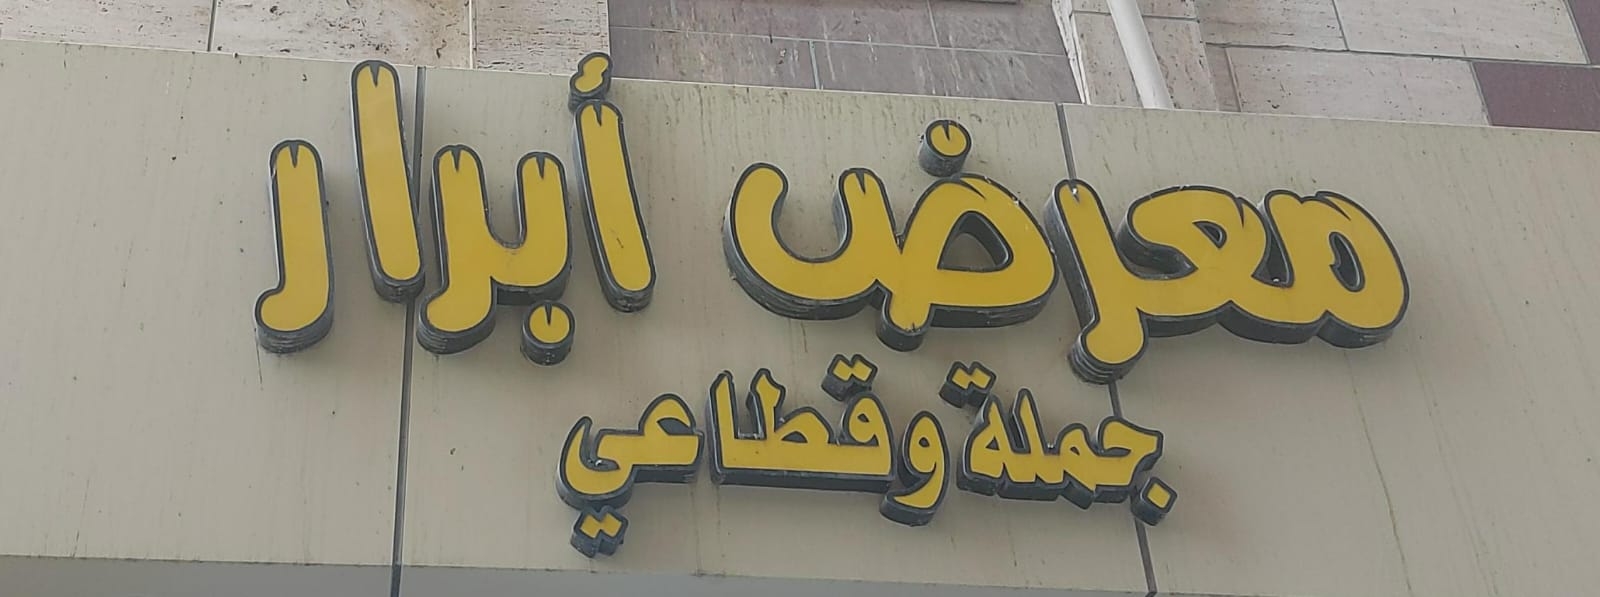 معرض أبرار
جملة وقطاعي